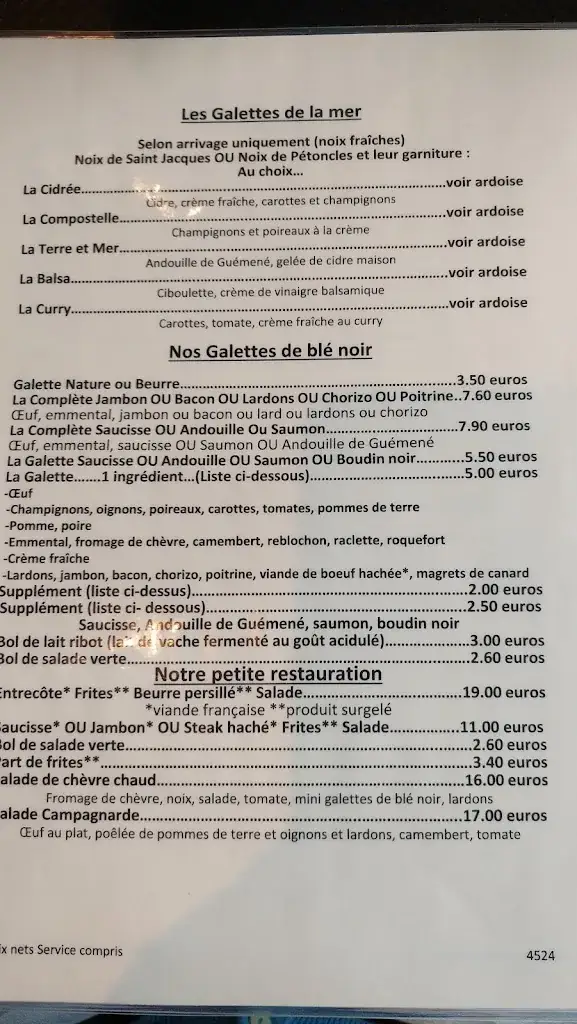 Les Galettes de la mer
Selon arrivage uniquement (noix fraîches)
Noix de Saint Jacques OU Noix de Pétoncles et leur garniture :
Au choix...
La Cidrée..........voir ardoise
Cidre, crème fraîche, carottes et champignons
La Compostelle..........voir ardoise
Champignons et poireaux à la crème
La Terre et Mer..........voir ardoise
Andouille de Guémené, gelée de cidre maison
La Balsa..........voir ardoise
Ciboulette, crème de vinaigre balsamique
La Curry..........voir ardoise
Carottes, tomate, crème fraîche au curry
Nos Galettes de blé noir
Galette Nature ou Beurre..........3.50 euros
La Complète Jambon OU Bacon OU Lardons OU Chorizo OU Poitrine..7.60 euros
Œuf, emmental, jambon ou bacon ou lard ou lardons ou chorizo
La Complète Saucisse OU Andouille Ou Saumon..........7.90 euros
Œuf, emmental, saucisse OU Saumon OU Andouille de Guémené
La Galette Saucisse OU Andouille OU Saumon OU Boudin noir..........5.50 euros
La Galette.......1 ingrédient...(Liste ci-dessous)..........5.00 euros
-Œuf
-Champignons, oignons, poireaux, carottes, tomates, pommes de terre
-Pomme, poire
-Emmental, fromage de chèvre, camembert, reblochon, raclette, roquefort
-Crème fraîche
-Lardons, jambon, bacon, chorizo, poitrine, viande de boeuf hachée*, magrets de canard
Supplément (liste ci-dessus)..........2.00 euros
Supplément (liste ci- dessous)..........2.50 euros
Saucisse, Andouille de Guémené, saumon, boudin noir
Bol de lait ribot (lait de vache fermenté au goût acidulé)..........3.00 euros
Bol de salade verte..........2.60 euros
Notre petite restauration
Entrecôte* Frites** Beurre persillé** Salade..........19.00 euros
*viande française **produit surgelé
aucisse* OU Jambon* OU Steak haché* Frites** Salade..........11.00 euros
ol de salade verte..........2.60 euros
art de frites**..........3.40 euros
alade de chèvre chaud..........16.00 euros
Fromage de chèvre, noix, salade, tomate, mini galettes de blé noir, lardons
alade Campagnarde..........17.00 euros
Œuf au plat, poêlée de pommes de terre et oignons et lardons, camembert, tomate
ix nets Service compris
4524